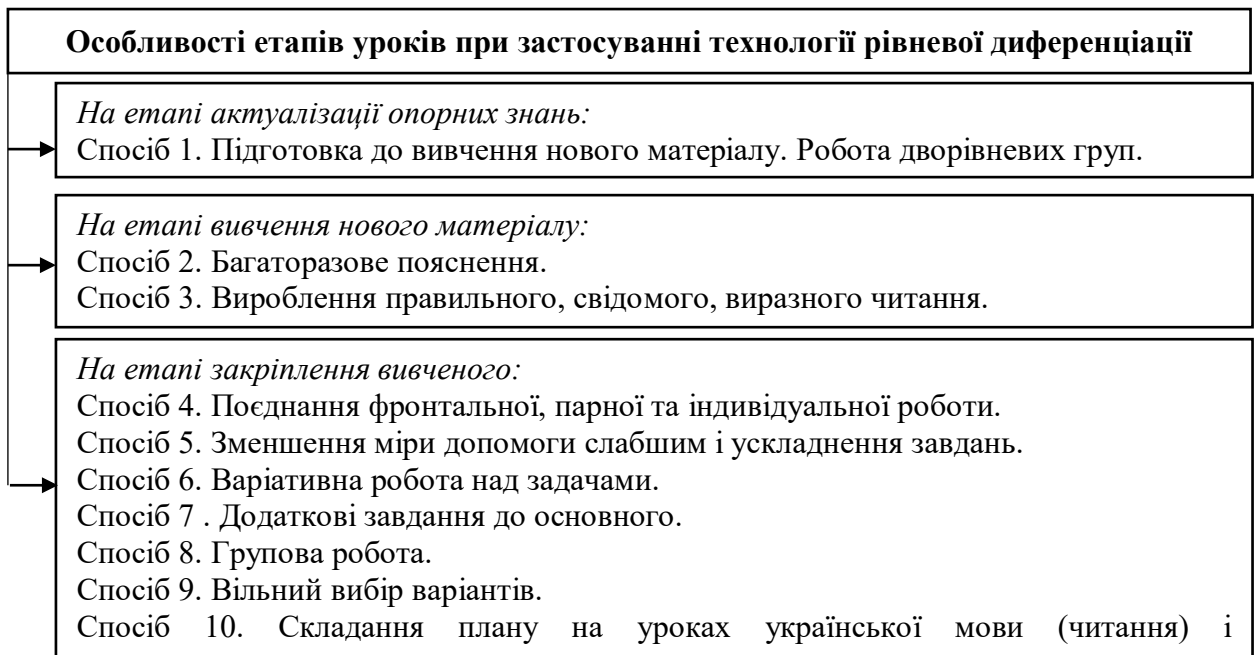 Особливості етапів уроків при застосуванні технології рівневої диференціації
На етапі актуалізації опорних знань:
Спосіб 1. Підготовка до вивчення нового матеріалу. Робота дворівневих груп.
На етапі вивчення нового матеріалу:
Спосіб 2. Багаторазове пояснення.
Спосіб 3. Вироблення правильного, свідомого, виразного читання.
На етапі закріплення вивченого:
Спосіб 4. Поєднання фронтальної, парної та індивідуальної роботи.
Спосіб 5. Зменшення міри допомоги слабшим і ускладнення завдань.
Спосіб 6. Варіативна робота над задачами.
Спосіб 7 . Додаткові завдання до основного.
Спосіб 8. Групова робота.
Спосіб 9. Вільний вибір варіантів.
Спосіб 10. Складання плану на уроках української мови (читання) і